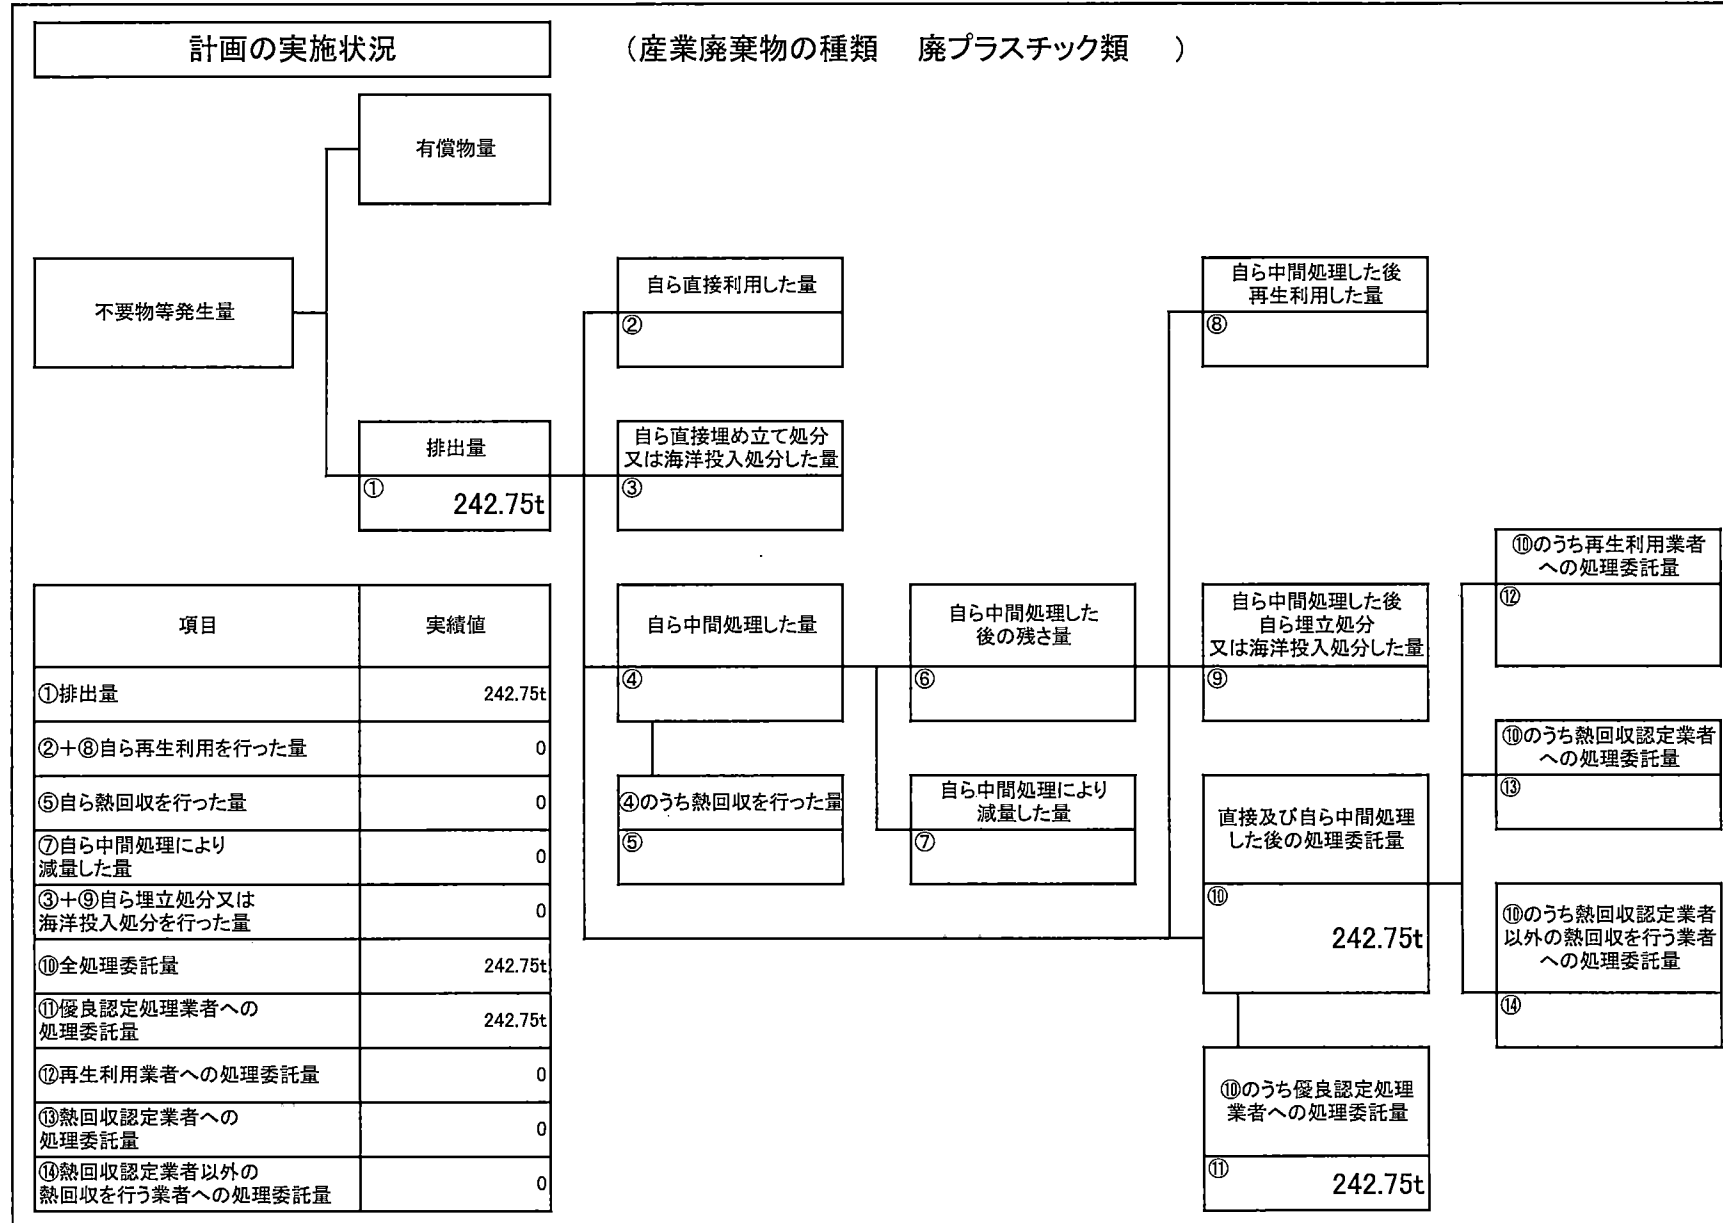 計画の実施状況
（産業廃棄物の種類　廃プラスチック類　）
有償物量
不要物等発生量
排出量
①
242.75t
自ら直接利用した量
②
自ら直接埋め立て処分
又は海洋投入処分した量
③
自ら中間処理した量
④
④のうち熱回収を行った量
⑤
自ら中間処理した
後の残さ量
⑥
自ら中間処理により
減量した量
⑦
自ら中間処理した後
再生利用した量
⑧
自ら中間処理した後
自ら埋立処分
又は海洋投入処分した量
⑨
直接及び自ら中間処理
した後の処理委託量
⑩
242.75t
⑩のうち優良認定処理
業者への処理委託量
⑪
242.75t
⑩のうち再生利用業者
への処理委託量
⑫
⑩のうち熱回収認定業者
への処理委託量
⑬
⑩のうち熱回収認定業者
以外の熱回収を行う業者
への処理委託量
⑭
項目
実績値
①排出量
242.75t
②＋⑧自ら再生利用を行った量
0
⑤自ら熱回収を行った量
0
⑦自ら中間処理により
減量した量
0
③＋⑨自ら埋立処分又は
海洋投入処分を行った量
0
⑩全処理委託量
242.75t
⑪優良認定処理業者への
処理委託量
242.75t
⑫再生利用業者への処理委託量
0
⑬熱回収認定業者への
処理委託量
0
⑭熱回収認定業者以外の
熱回収を行う業者への処理委託量
0